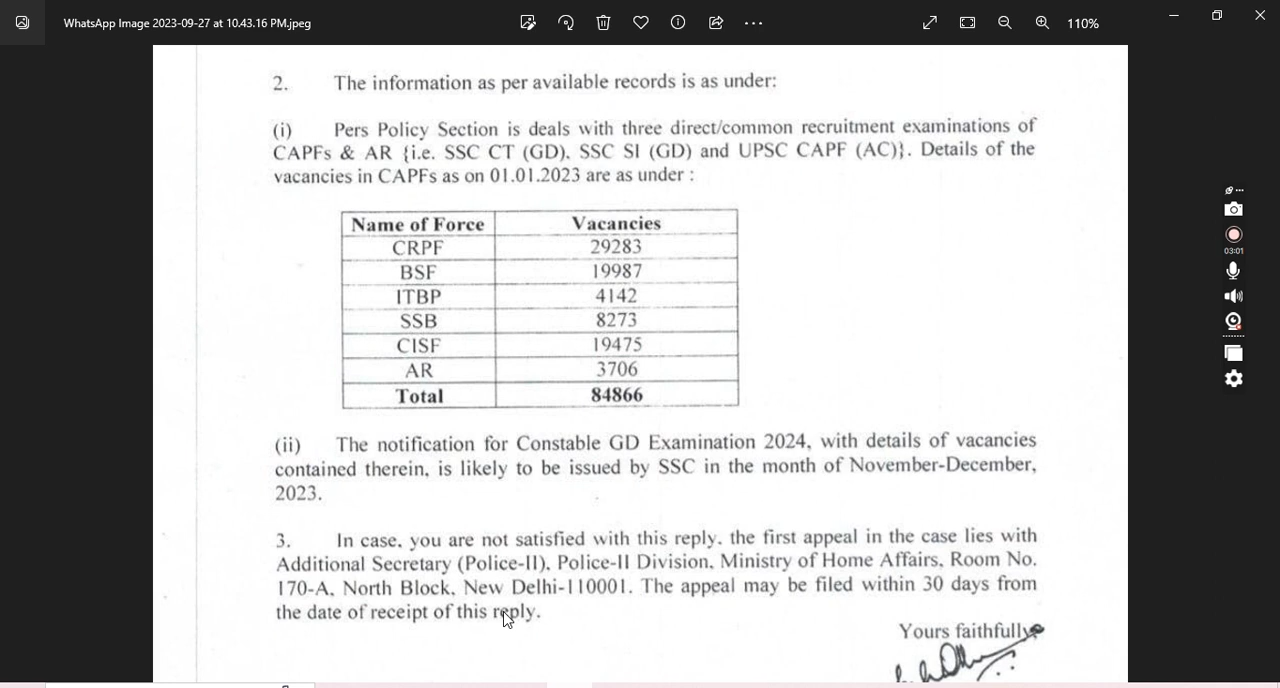 WhatsApp Image 2023-09-27 at 10.43.16 PM.jpeg
110%
2. The information as per available records is as under:
(i) Pers Policy Section is deals with three direct/common recruitment examinations of
CAPFs & AR {i.e. SSC CT (GD). SSC SI (GD) and UPSC CAPF (AC)}. Details of the
vacancies in CAPFs as on 01.01.2023 are as under :
Name of Force Vacancies
CRPF 29283
BSF 19987
ITBP 4142
SSB 8273
CISF 19475
AR 3706
Total 84866
(ii) The notification for Constable GD Examination 2024, with details of vacancies
contained therein, is likely to be issued by SSC in the month of November-December,
2023.
3. In case, you are not satisfied with this reply, the first appeal in the case lies with
Additional Secretary (Police-II), Police-II Division, Ministry of Home Affairs, Room No.
170-A, North Block, New Delhi-110001. The appeal may be filed within 30 days from
the date of receipt of this reply.
Yours faithfully
03:01